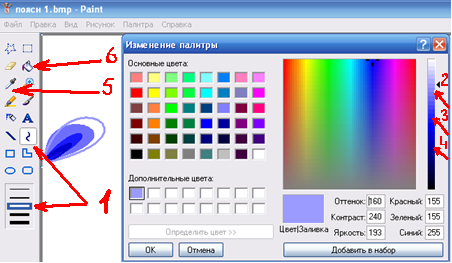 пояси 1.bmp - Paint
Файл Правка Вид Рисунок Палитра Справка
Изменение палитры
Основные цвета:
Дополнительные цвета:
Определить цвет >>
ОК Отмена
Цвет|Заливка
Оттенок: 160 Красный: 155
Контраст: 240 Зеленый: 155
Яркость: 193 Синий: 255
Добавить в набор
A
6
5
1
2
3
4